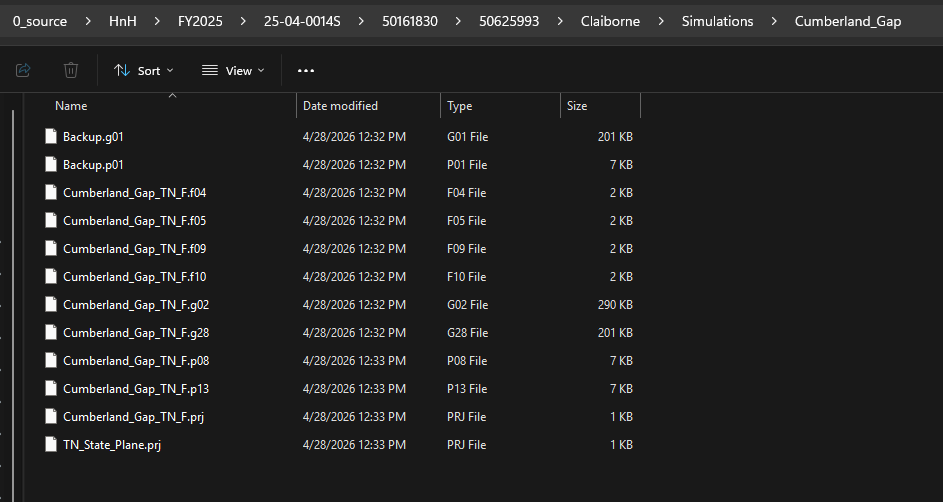 0_source > HnH > FY2025 > 25-04-0014S > 50161830 > 50625993 > Claiborne > Simulations > Cumberland_Gap
Sort View ...
Name Date modified Type Size
Backup.g01 4/28/2026 12:32 PM G01 File 201 KB
Backup.p01 4/28/2026 12:32 PM P01 File 7 KB
Cumberland_Gap_TN_F.f04 4/28/2026 12:32 PM F04 File 2 KB
Cumberland_Gap_TN_F.f05 4/28/2026 12:32 PM F05 File 2 KB
Cumberland_Gap_TN_F.f09 4/28/2026 12:32 PM F09 File 2 KB
Cumberland_Gap_TN_F.f10 4/28/2026 12:32 PM F10 File 2 KB
Cumberland_Gap_TN_F.g02 4/28/2026 12:32 PM G02 File 290 KB
Cumberland_Gap_TN_F.g28 4/28/2026 12:32 PM G28 File 201 KB
Cumberland_Gap_TN_F.p08 4/28/2026 12:33 PM P08 File 7 KB
Cumberland_Gap_TN_F.p13 4/28/2026 12:33 PM P13 File 7 KB
Cumberland_Gap_TN_F.prj 4/28/2026 12:33 PM PRJ File 1 KB
TN_State_Plane.prj 4/28/2026 12:33 PM PRJ File 1 KB